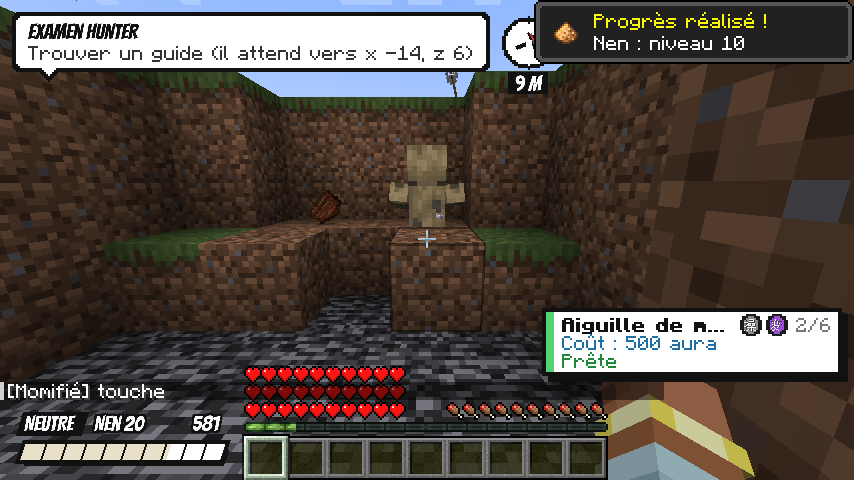 EXAMEN HUNTER
Trouver un guide (il attend vers x -14, z 6)
Progrès réalisé !
Nen : niveau 10
9 M
Aiguille de m... 2/6
Coût : 500 aura
Prête
[Momifié] touche
NEUTRE NEN 20 581